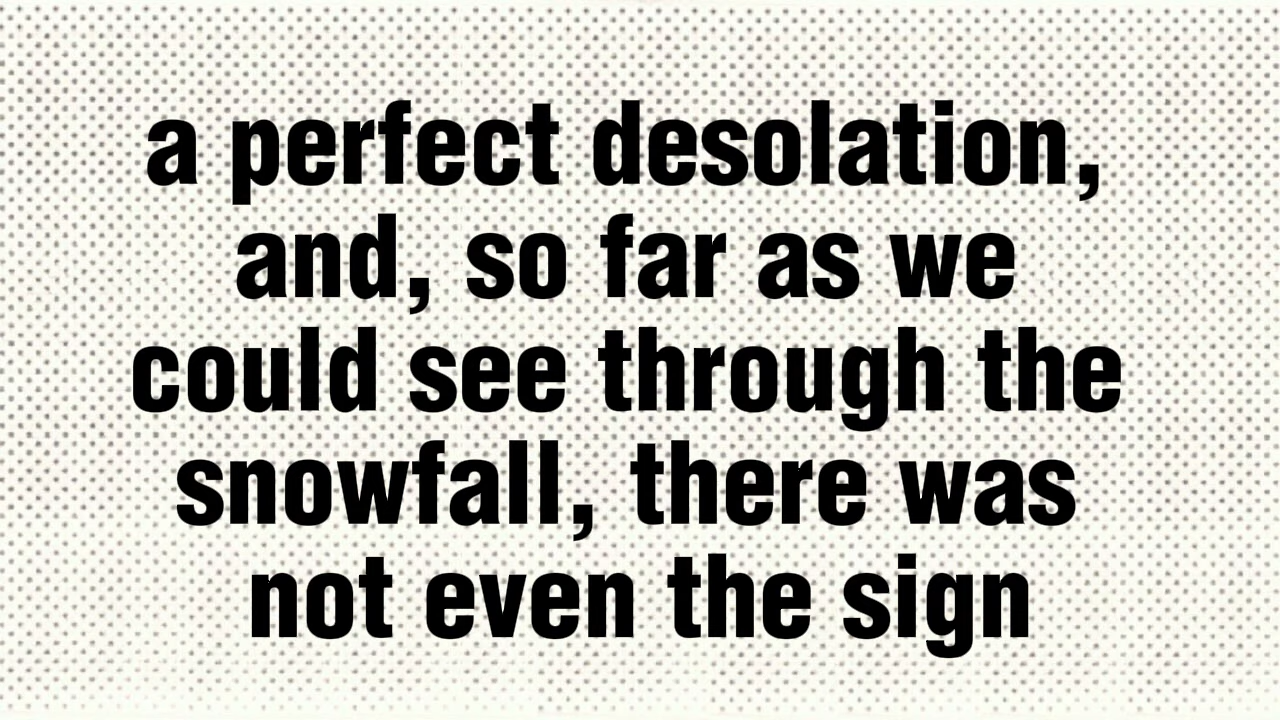 a perfect desolation,
and, so far as we
could see through the
snowfall, there was
not even the sign